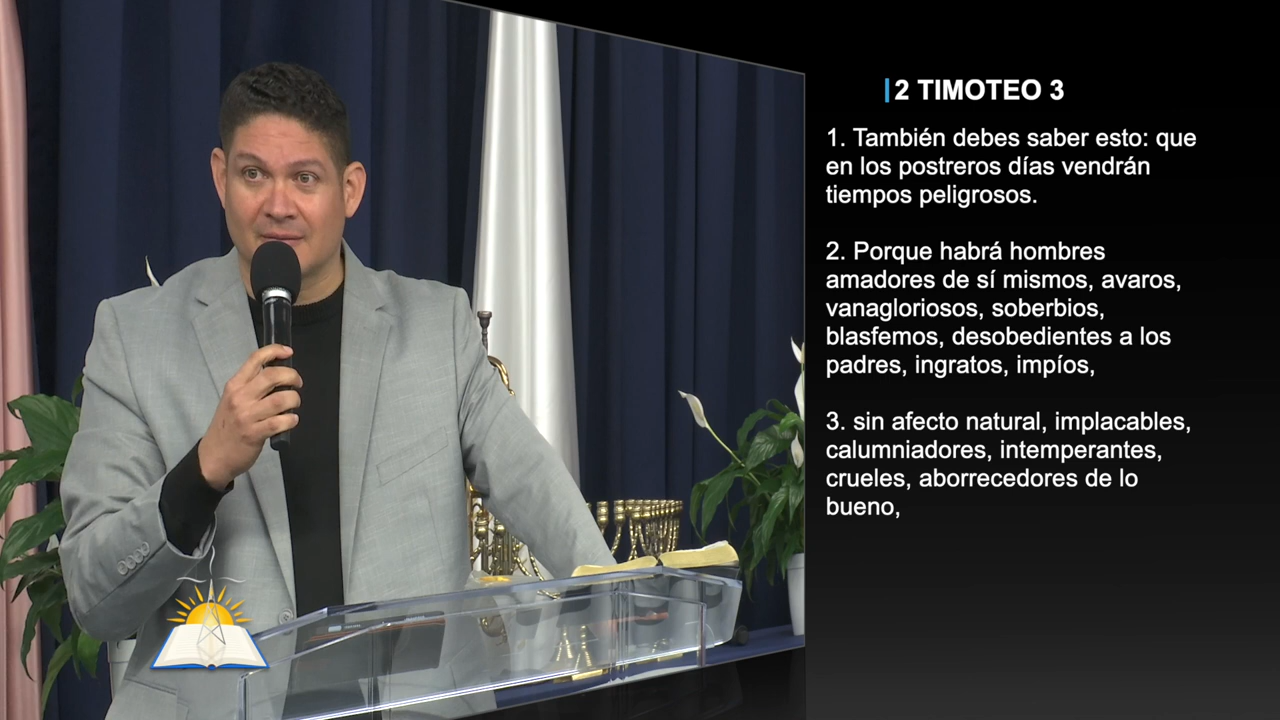 2 TIMOTEO 3
1. También debes saber esto: que
en los postreros días vendrán
tiempos peligrosos.
2. Porque habrá hombres
amadores de sí mismos, avaros,
vanagloriosos, soberbios,
blasfemos, desobedientes a los
padres, ingratos, impíos,
3. sin afecto natural, implacables,
calumniadores, intemperantes,
crueles, aborrecedores de lo
bueno,